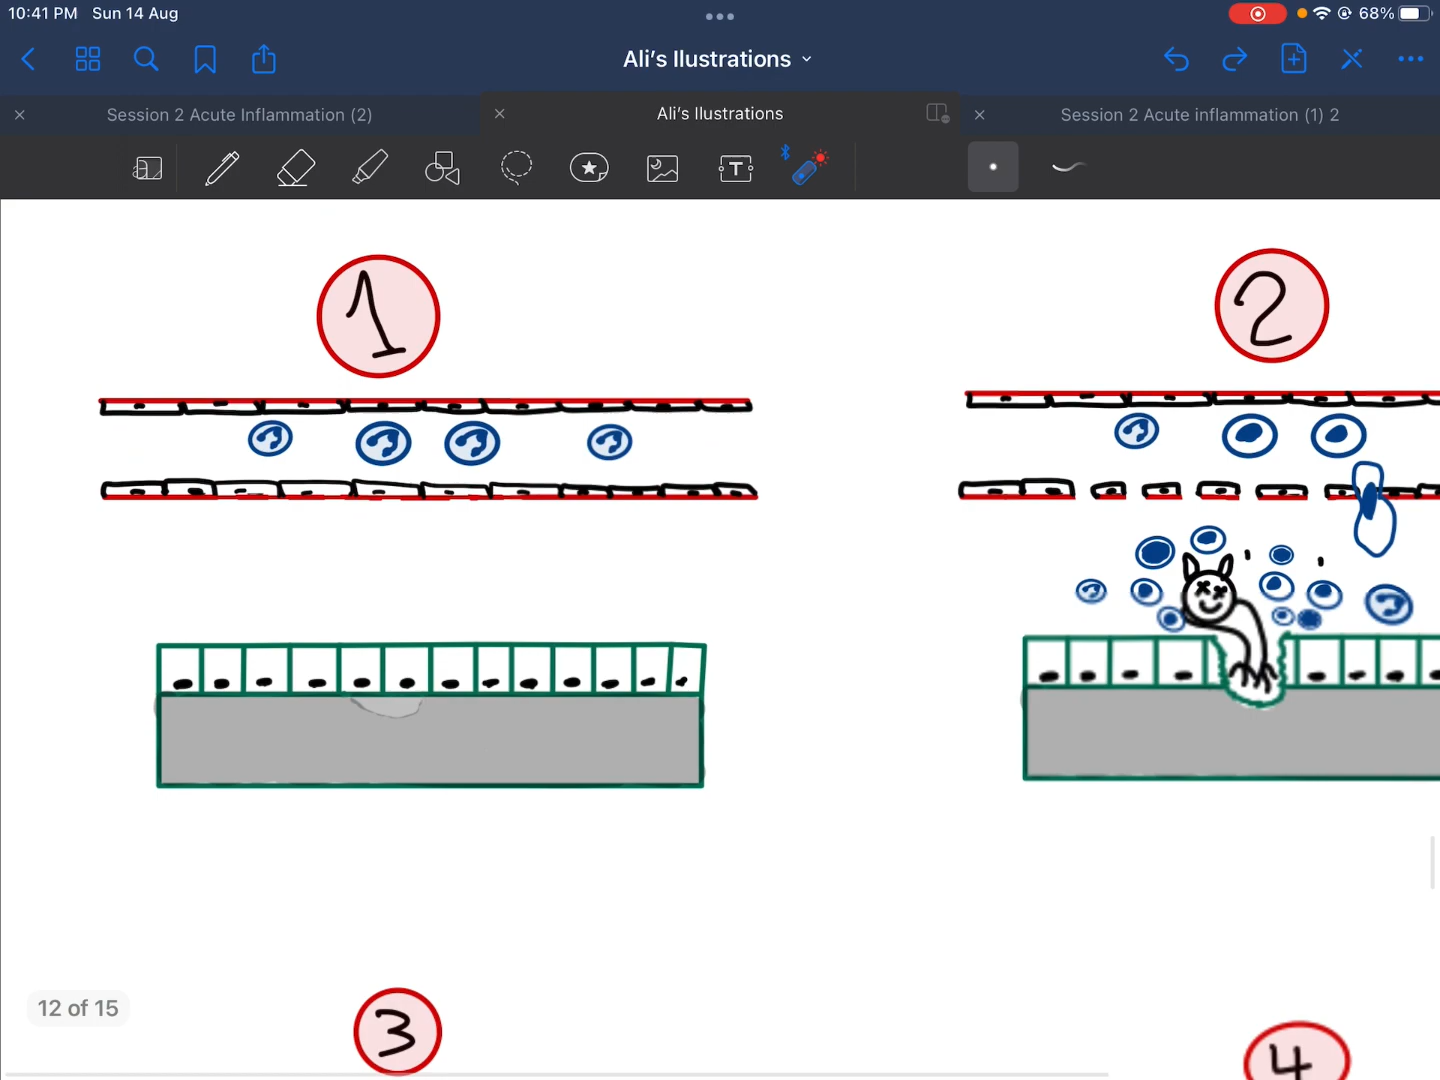 10:41 PM Sun 14 Aug
68%
Ali's Ilustrations
Session 2 Acute Inflammation (2)
Ali's Ilustrations
Session 2 Acute inflammation (1) 2
a
T
1
2
12 of 15
3
4